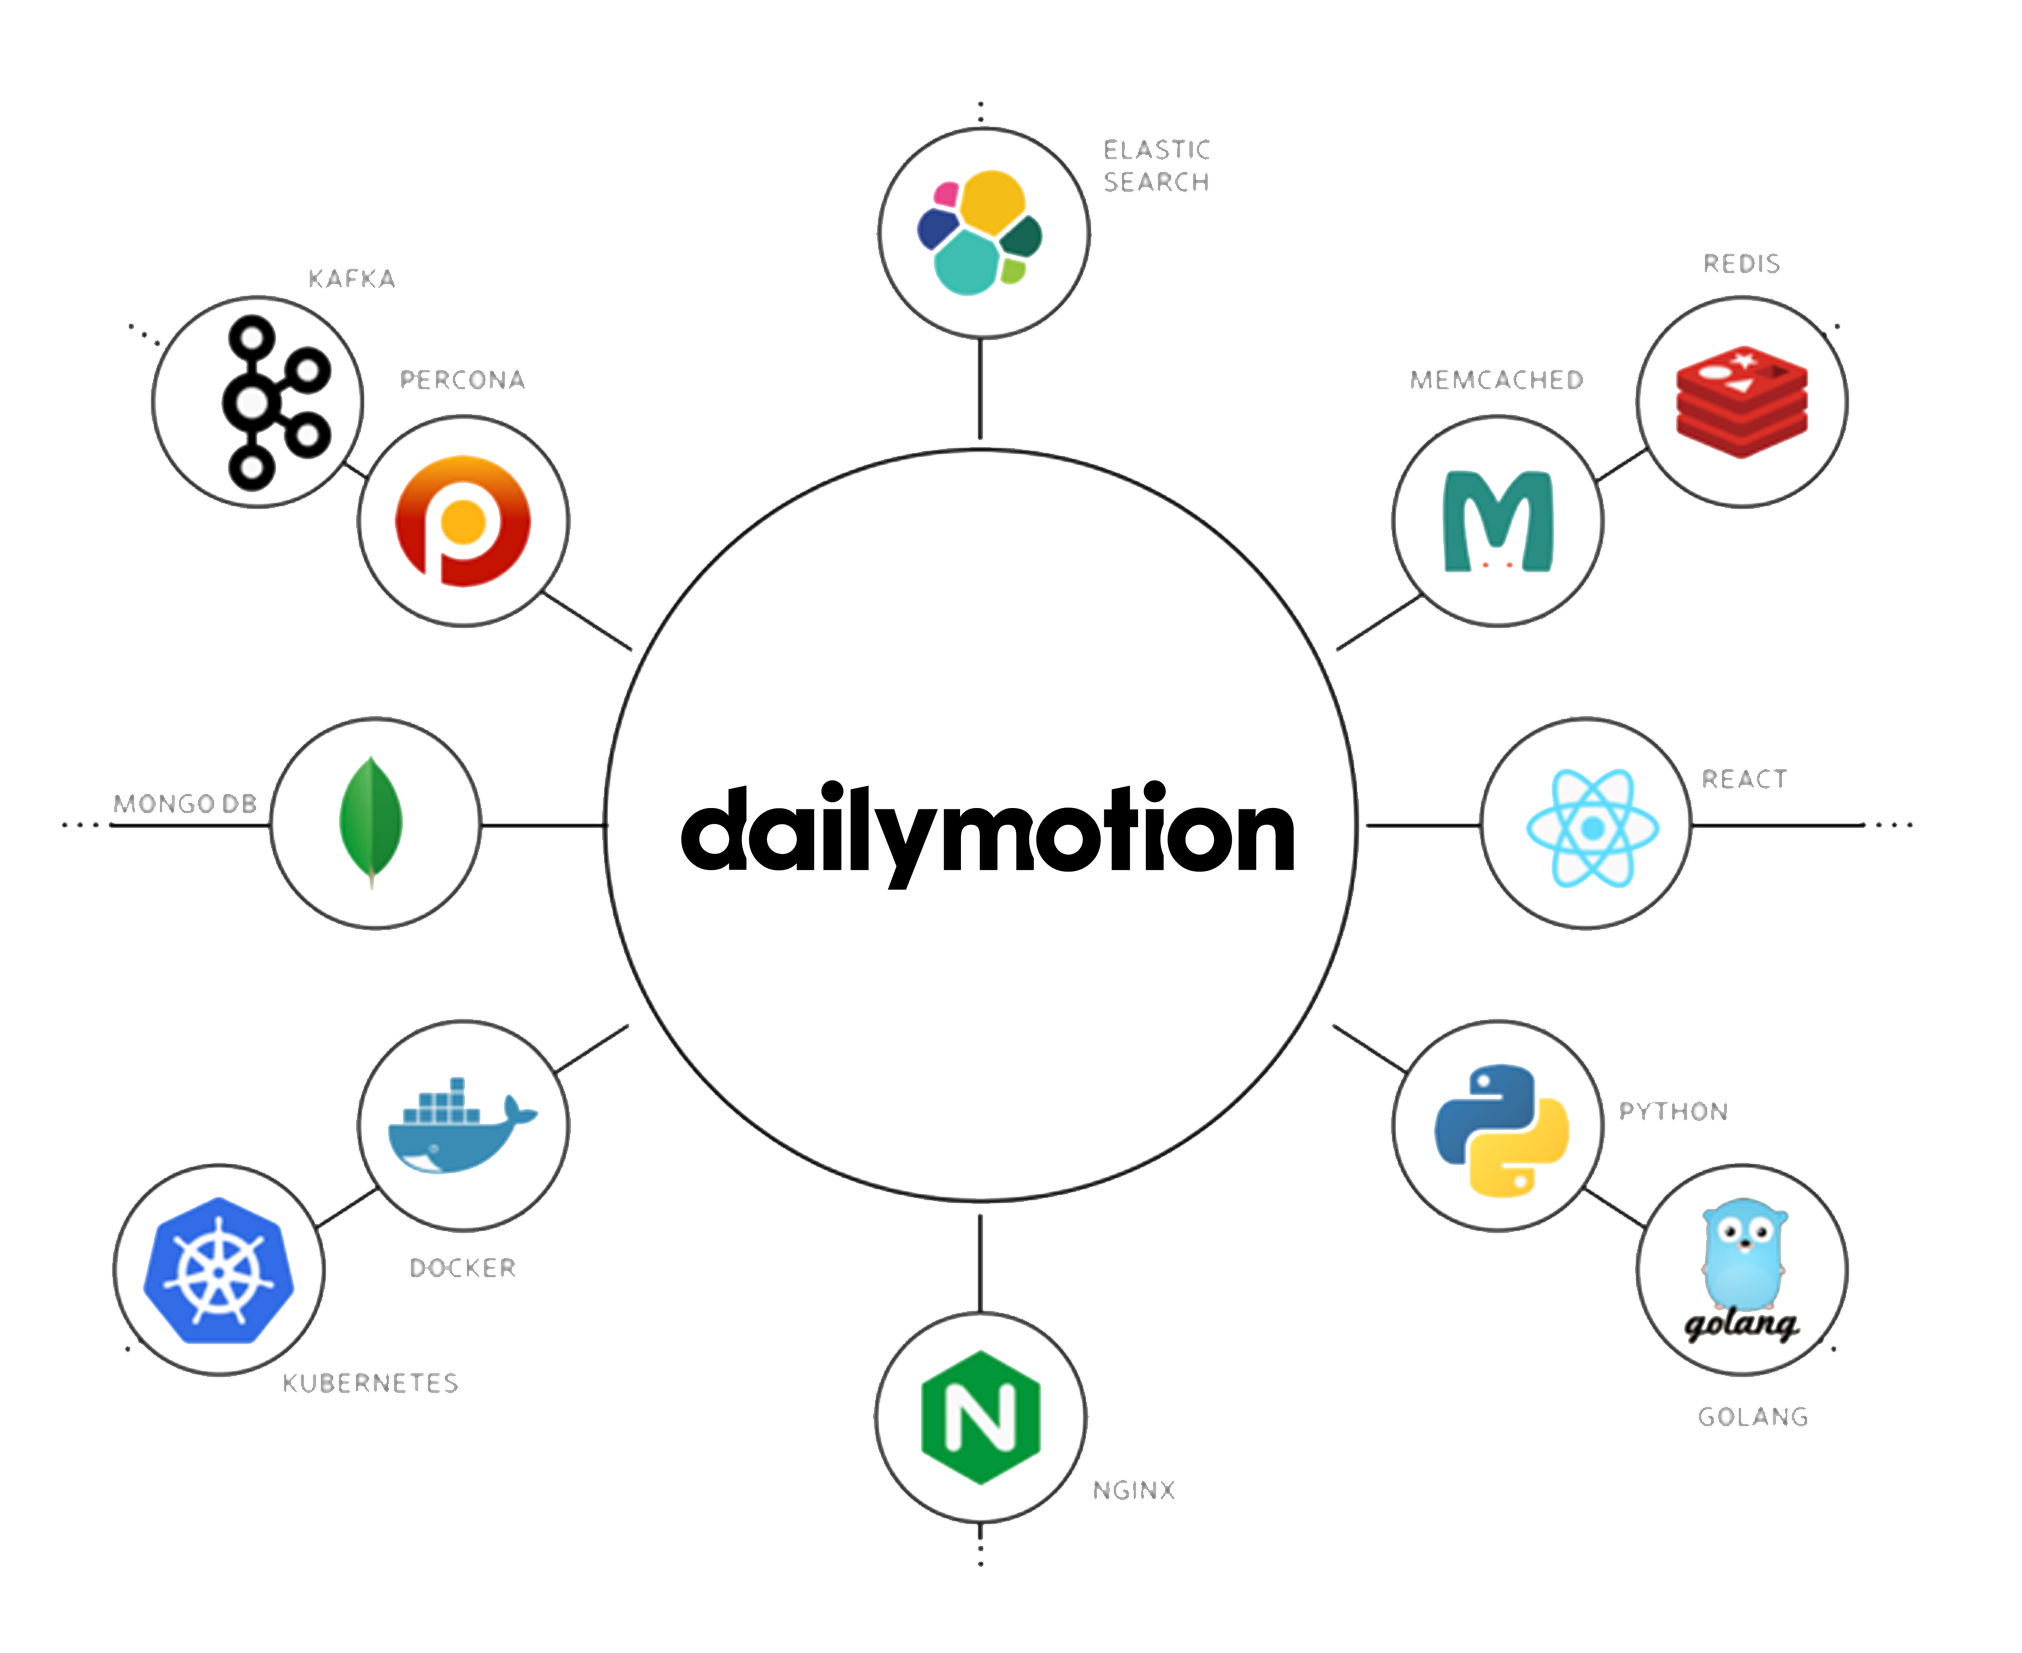 ELASTIC
SEARCH
KAFKA
REDIS
PERCONA
MEMCACHED
MONGO DB
dailymotion
REACT
PYTHON
DOCKER
golang
KUBERNETES
GOLANG
NGINX